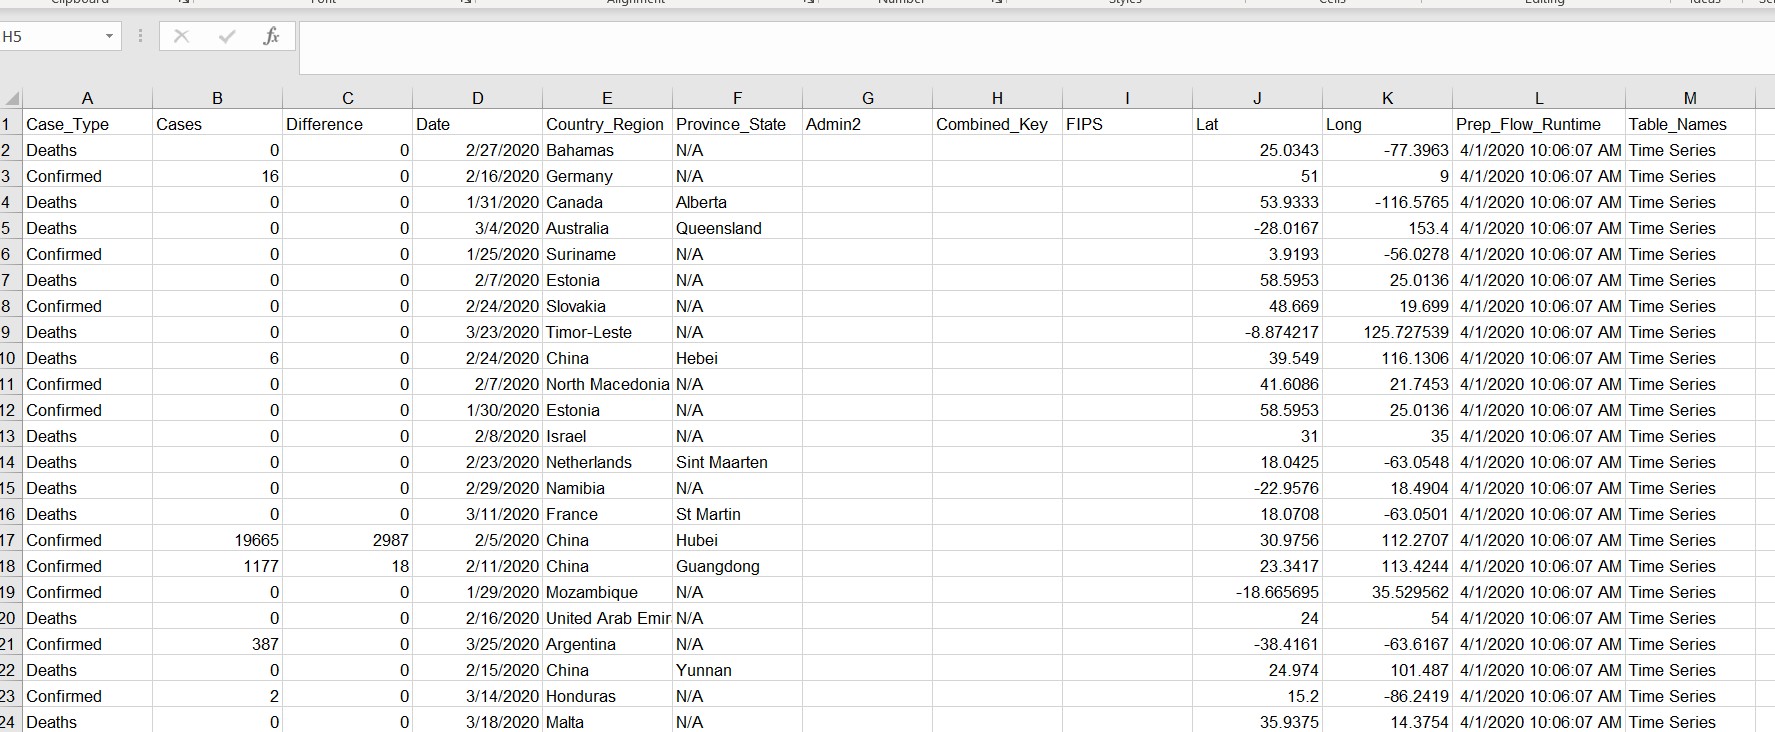 Clipboard Font Alignment Number Styles Cells Editing Ideas
H5 fx
A B C D E F G H I J K L M
1 Case_Type Cases Difference Date Country_Region Province_State Admin2 Combined_Key FIPS Lat Long Prep_Flow_Runtime Table_Names
2 Deaths 0 0 2/27/2020 Bahamas N/A 25.0343 -77.3963 4/1/2020 10:06:07 AM Time Series
3 Confirmed 16 0 2/16/2020 Germany N/A 51 9 4/1/2020 10:06:07 AM Time Series
4 Deaths 0 0 1/31/2020 Canada Alberta 53.9333 -116.5765 4/1/2020 10:06:07 AM Time Series
5 Deaths 0 0 3/4/2020 Australia Queensland -28.0167 153.4 4/1/2020 10:06:07 AM Time Series
6 Confirmed 0 0 1/25/2020 Suriname N/A 3.9193 -56.0278 4/1/2020 10:06:07 AM Time Series
7 Deaths 0 0 2/7/2020 Estonia N/A 58.5953 25.0136 4/1/2020 10:06:07 AM Time Series
8 Confirmed 0 0 2/24/2020 Slovakia N/A 48.669 19.699 4/1/2020 10:06:07 AM Time Series
9 Deaths 0 0 3/23/2020 Timor-Leste N/A -8.874217 125.727539 4/1/2020 10:06:07 AM Time Series
10 Deaths 6 0 2/24/2020 China Hebei 39.549 116.1306 4/1/2020 10:06:07 AM Time Series
11 Confirmed 0 0 2/7/2020 North Macedonia N/A 41.6086 21.7453 4/1/2020 10:06:07 AM Time Series
12 Confirmed 0 0 1/30/2020 Estonia N/A 58.5953 25.0136 4/1/2020 10:06:07 AM Time Series
13 Deaths 0 0 2/8/2020 Israel N/A 31 35 4/1/2020 10:06:07 AM Time Series
14 Deaths 0 0 2/23/2020 Netherlands Sint Maarten 18.0425 -63.0548 4/1/2020 10:06:07 AM Time Series
15 Deaths 0 0 2/29/2020 Namibia N/A -22.9576 18.4904 4/1/2020 10:06:07 AM Time Series
16 Deaths 0 0 3/11/2020 France St Martin 18.0708 -63.0501 4/1/2020 10:06:07 AM Time Series
17 Confirmed 19665 2987 2/5/2020 China Hubei 30.9756 112.2707 4/1/2020 10:06:07 AM Time Series
18 Confirmed 1177 18 2/11/2020 China Guangdong 23.3417 113.4244 4/1/2020 10:06:07 AM Time Series
19 Confirmed 0 0 1/29/2020 Mozambique N/A -18.665695 35.529562 4/1/2020 10:06:07 AM Time Series
20 Deaths 0 0 2/16/2020 United Arab Emir N/A 24 54 4/1/2020 10:06:07 AM Time Series
21 Confirmed 387 0 3/25/2020 Argentina N/A -38.4161 -63.6167 4/1/2020 10:06:07 AM Time Series
22 Deaths 0 0 2/15/2020 China Yunnan 24.974 101.487 4/1/2020 10:06:07 AM Time Series
23 Confirmed 2 0 3/14/2020 Honduras N/A 15.2 -86.2419 4/1/2020 10:06:07 AM Time Series
24 Deaths 0 0 3/18/2020 Malta N/A 35.9375 14.3754 4/1/2020 10:06:07 AM Time Series